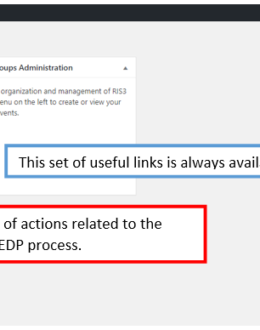 oups Administration
organization and management of RIS3
enu on the left to create or view your
vents.
This set of useful links is always avail
of actions related to the
EDP process.